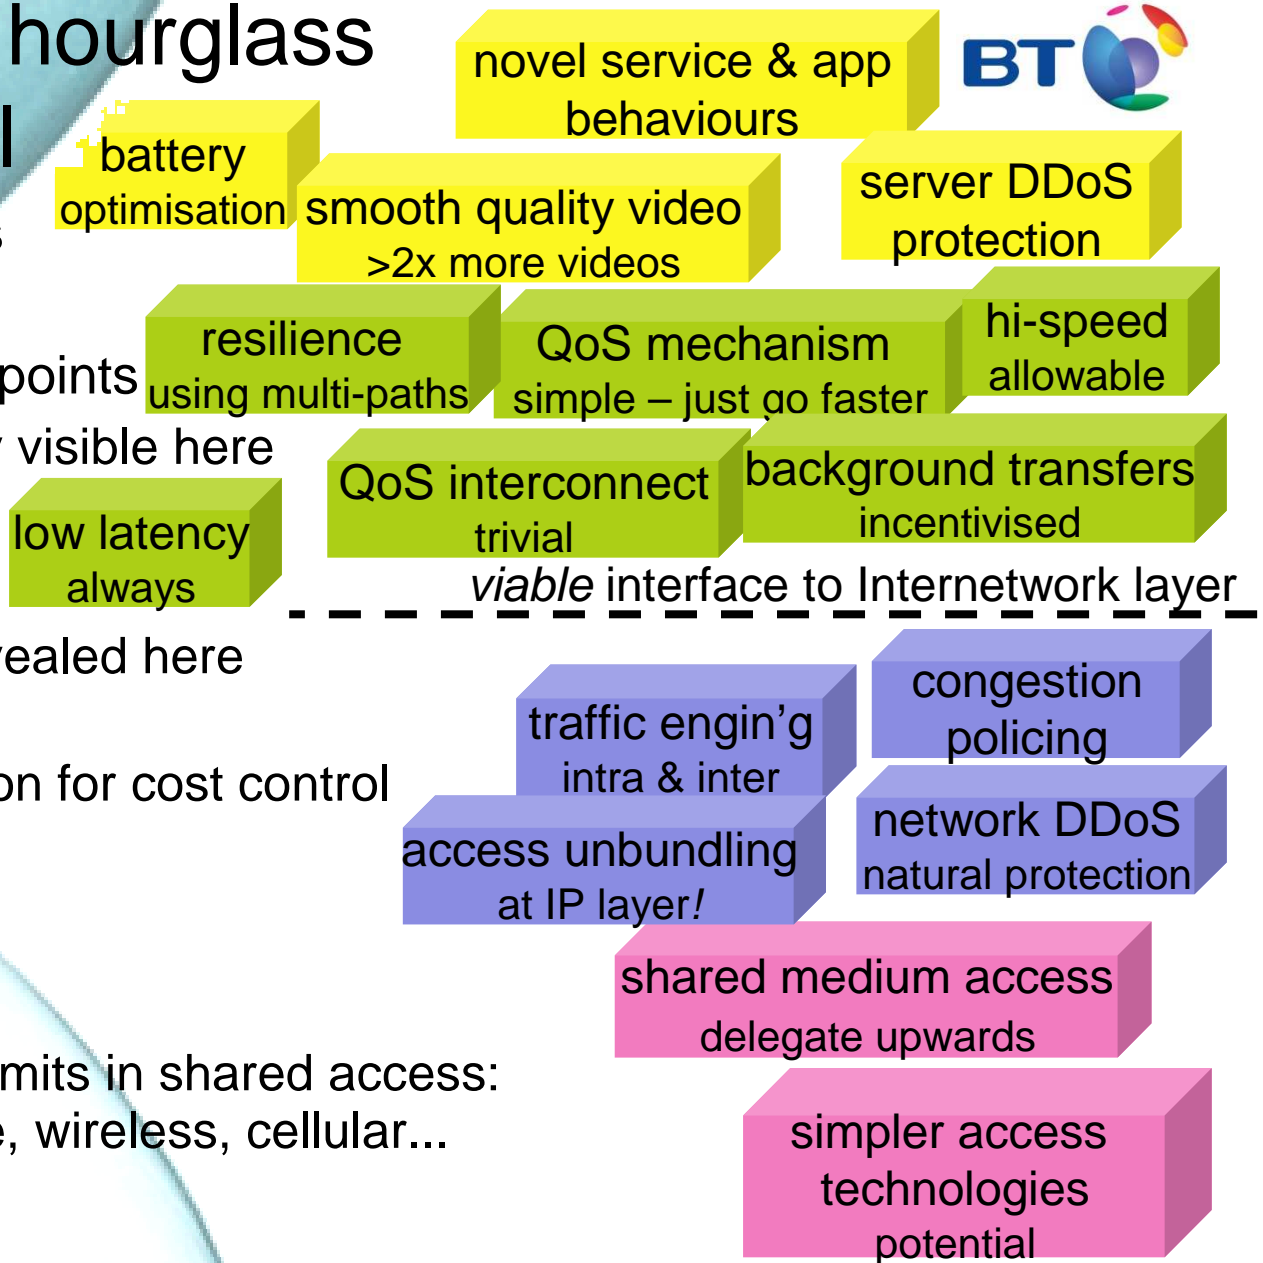 hourglass
l
novel service & app
behaviours
BT
battery
optimisation
s
smooth quality video
>2x more videos
server DDoS
protection
resilience
using multi-paths
points
QoS mechanism
simple – just go faster
hi-speed
allowable
visible here
QoS interconnect
trivial
background transfers
incentivised
low latency
always
viable interface to Internetwork layer
vealed here
traffic engin'g
intra & inter
congestion
policing
on for cost control
access unbundling
at IP layer!
network DDoS
natural protection
shared medium access
delegate upwards
mits in shared access:
e, wireless, cellular...
simpler access
technologies
potential